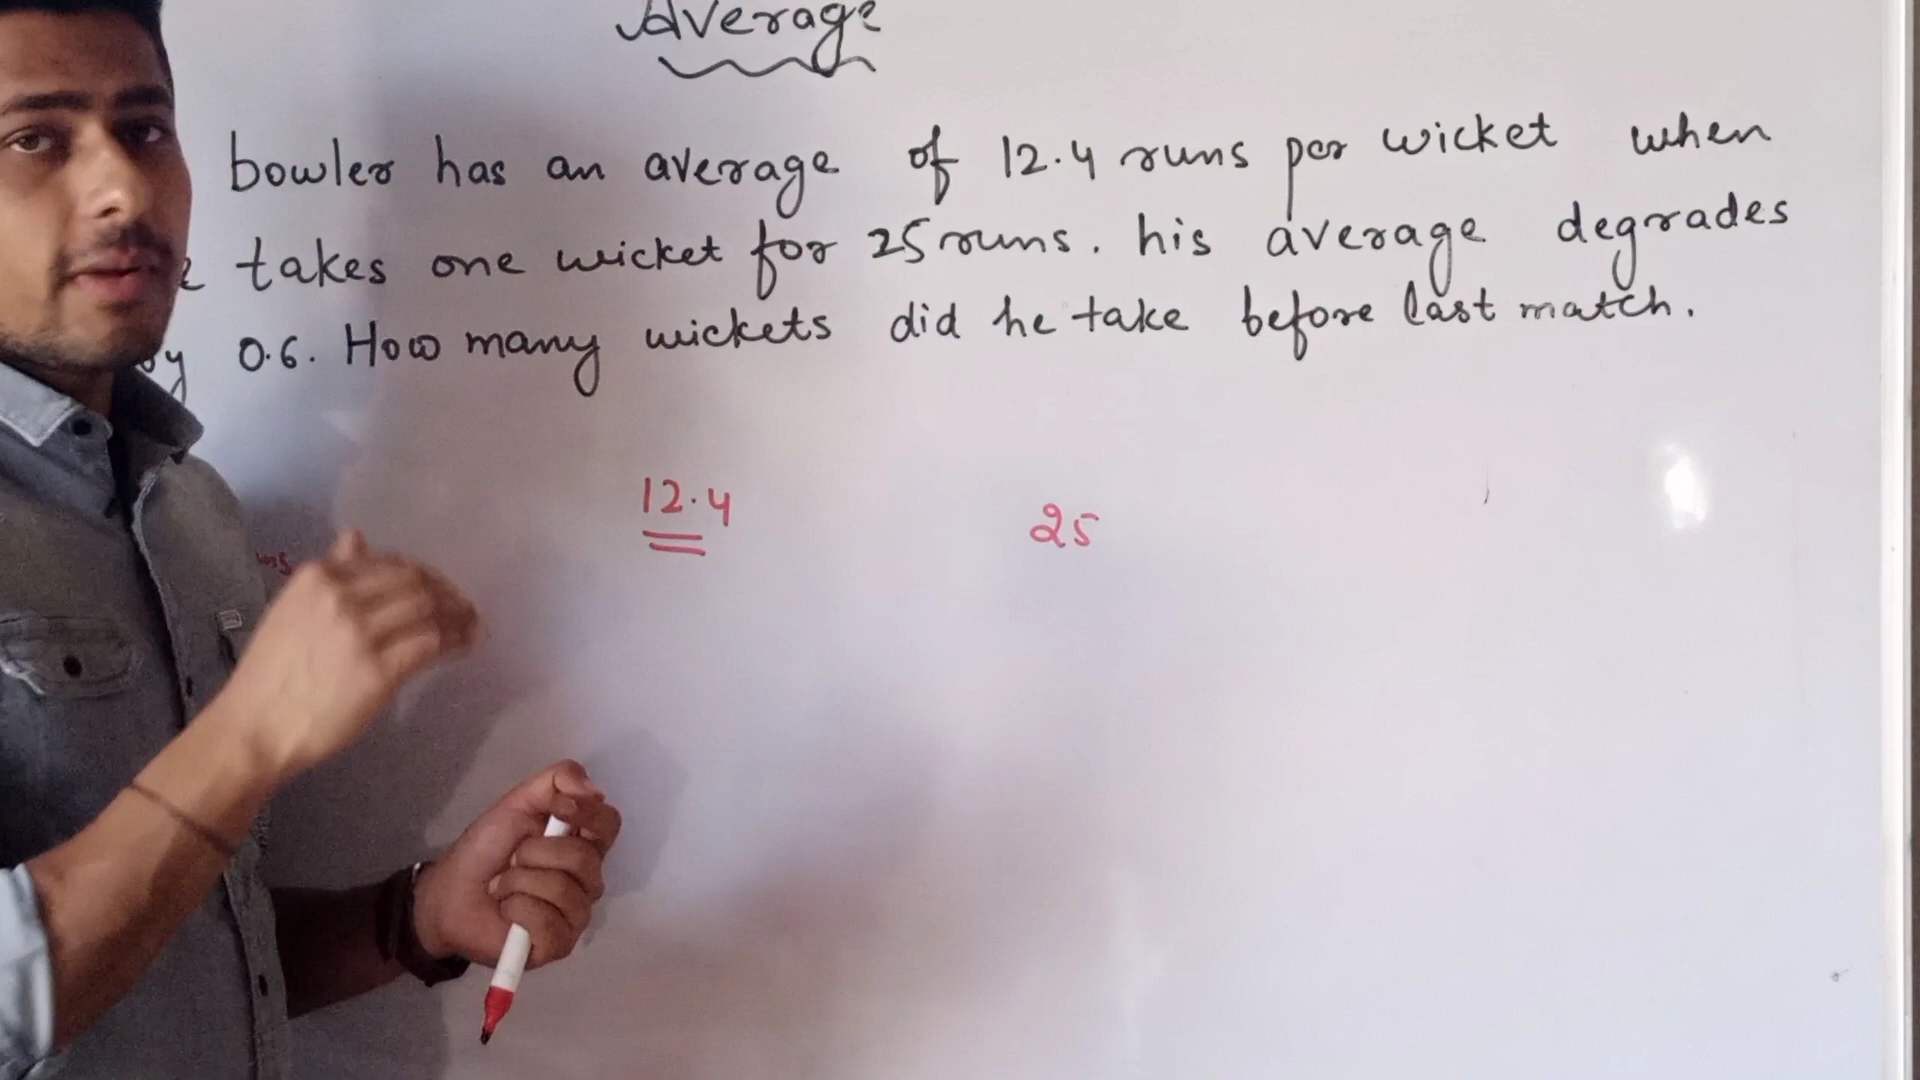 Average
bowler has an average of 12.4 runs per wicket when
takes one wicket for 25 runs. his average degrades
by 0.6. How many wickets did he take before last match.
12.4 25